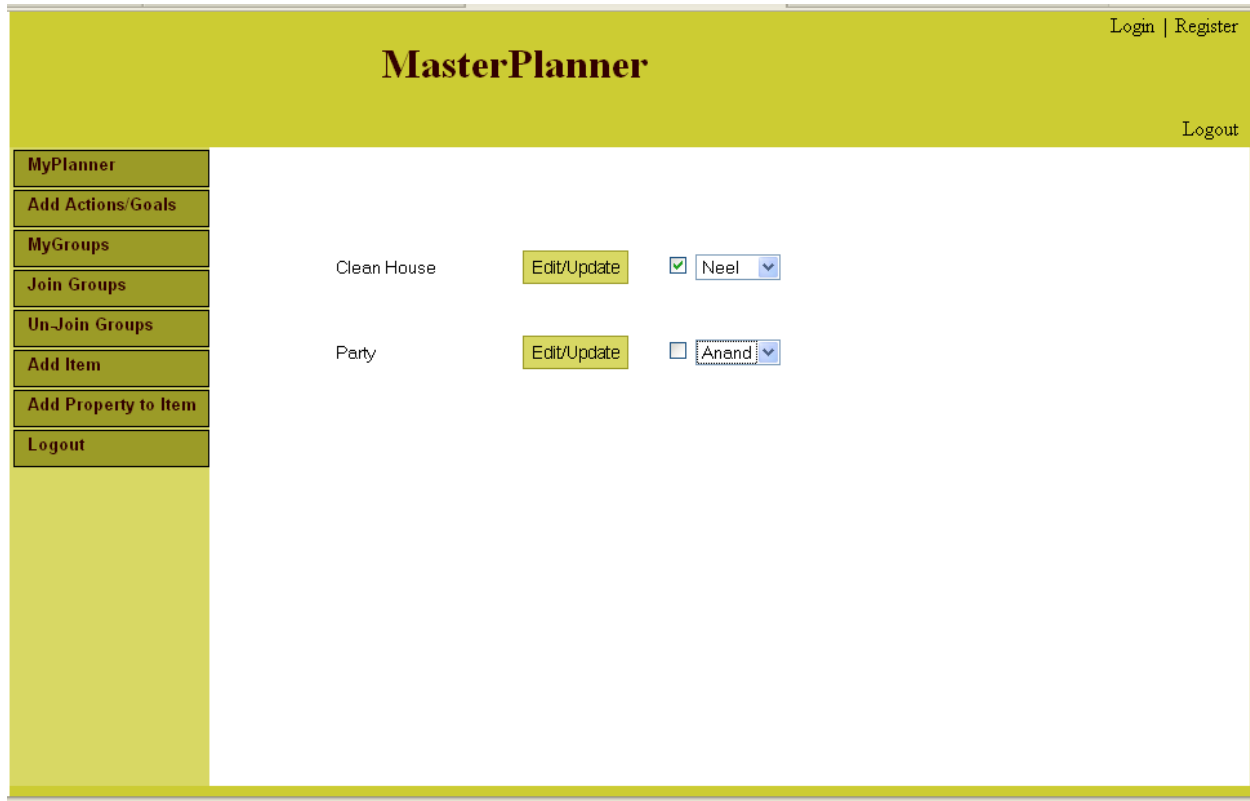 Login | Register
MasterPlanner
Logout
MyPlanner
Add Actions/Goals
MyGroups
Join Groups
Un-Join Groups
Add Item
Add Property to Item
Logout
Clean House Edit/Update Neel
Party Edit/Update Anand